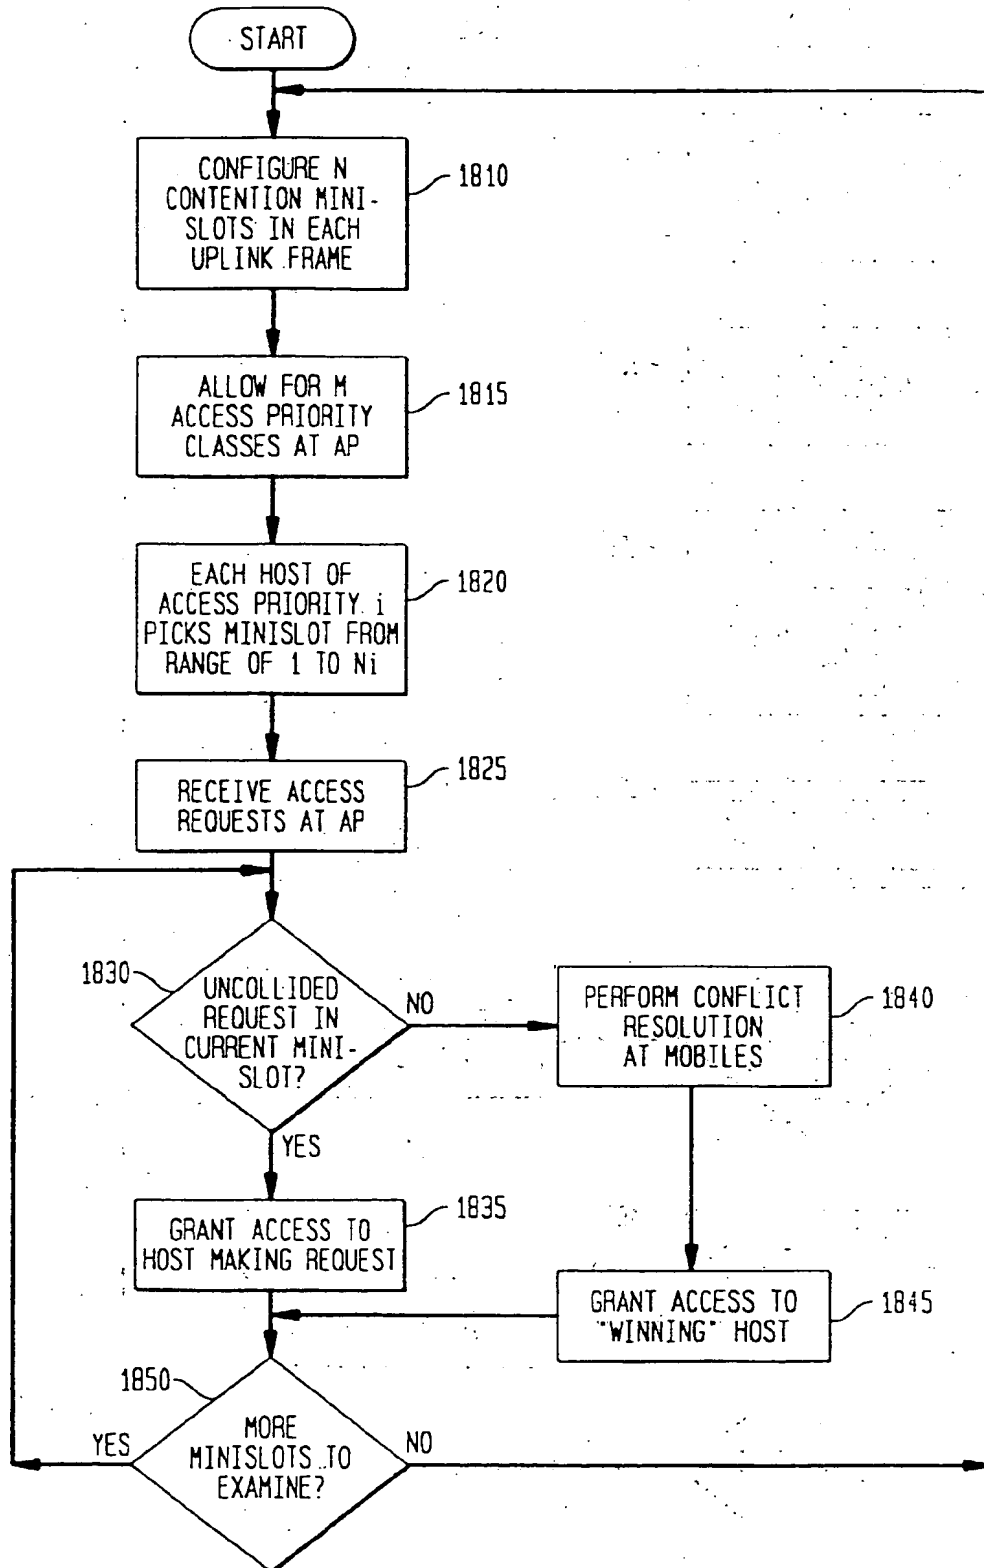 START
CONFIGURE N
CONTENTION MINI-
SLOTS IN EACH
UPLINK FRAME
1810
ALLOW FOR M
ACCESS PRIORITY
CLASSES AT AP
1815
EACH HOST OF
ACCESS PRIORITY i
PICKS MINISLOT FROM
RANGE OF 1 TO Ni
1820
RECEIVE ACCESS
REQUESTS AT AP
1825
1830
UNCOLLIDED
REQUEST IN
CURRENT MINI-
SLOT?
NO
YES
PERFORM CONFLICT
RESOLUTION
AT MOBILES
1840
GRANT ACCESS TO
HOST MAKING REQUEST
1835
GRANT ACCESS TO
"WINNING" HOST
1845
1850
MORE
MINISLOTS TO
EXAMINE?
YES
NO